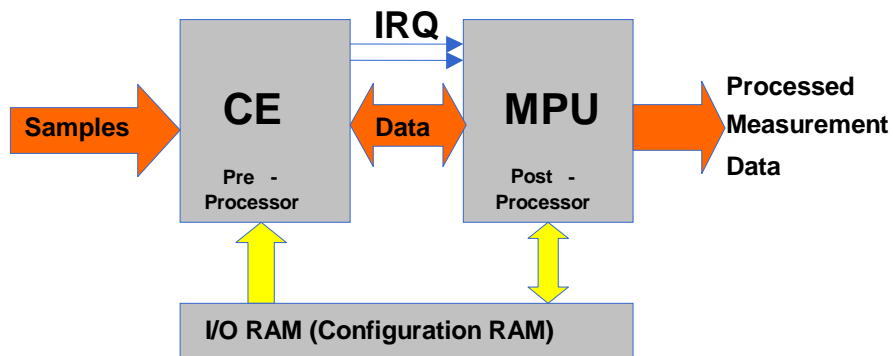 IRQ
Samples
CE
Pre - Processor
Data
MPU
Post - Processor
Processed
Measurement
Data
I/O RAM (Configuration RAM)